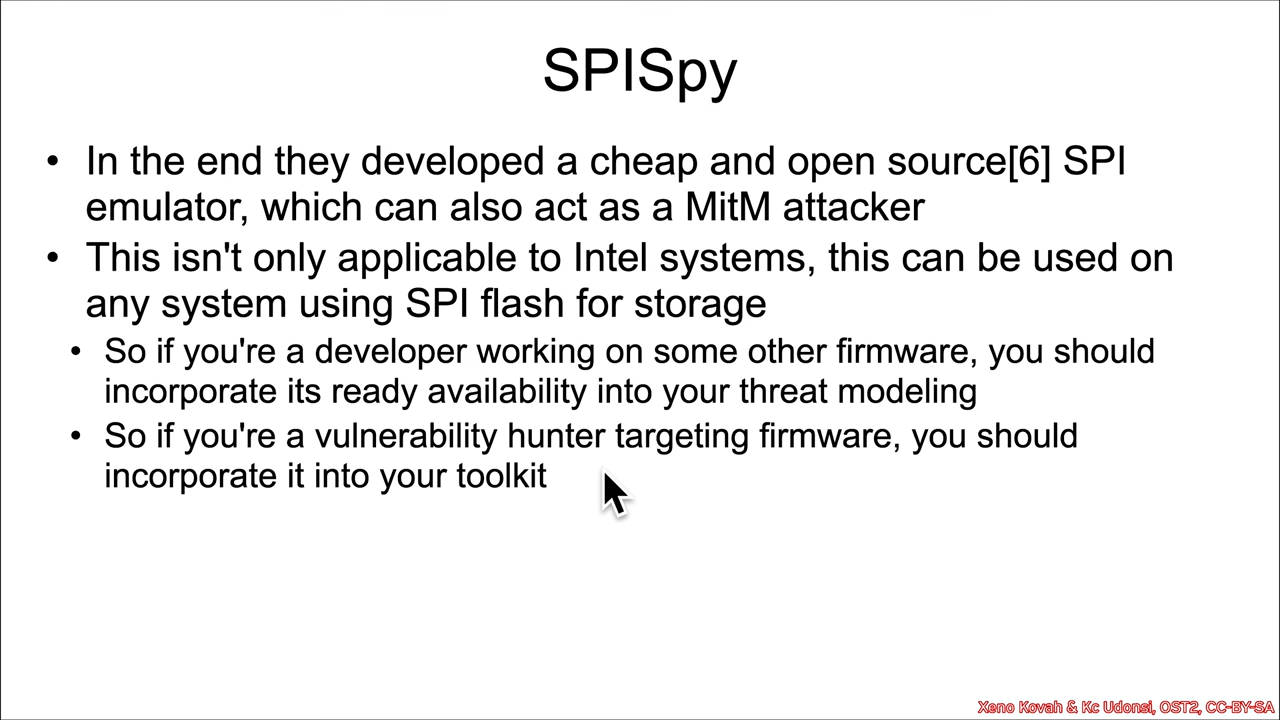 SPISpy
• In the end they developed a cheap and open source[6] SPI
emulator, which can also act as a MitM attacker
• This isn't only applicable to Intel systems, this can be used on
any system using SPI flash for storage
• So if you're a developer working on some other firmware, you should
incorporate its ready availability into your threat modeling
• So if you're a vulnerability hunter targeting firmware, you should
incorporate it into your toolkit
Xeno Kovah & Kc Udonsi, OST2, CC-BY-SA